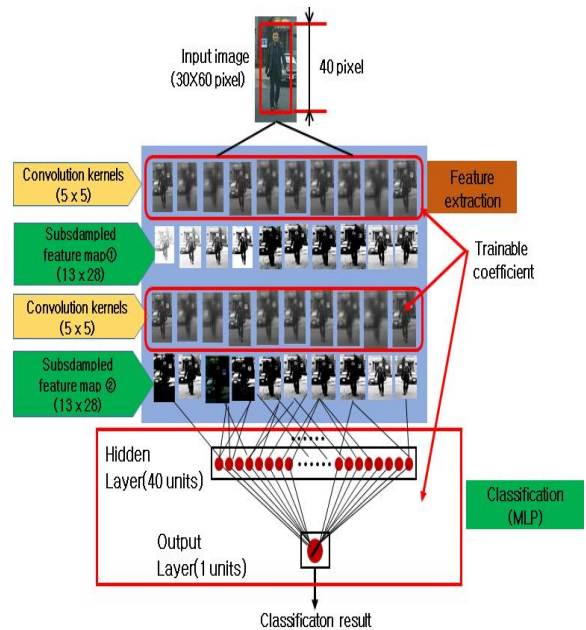 Input image
(30X60 pixel)
40 pixel
Convolution kernels
(5 x 5)
Feature
extraction
Subsdampled
feature map①
(13 x 28)
Trainable
coefficient
Convolution kernels
(5 x 5)
Subsdampled
feature map ②
(13 x 28)
Hidden
Layer(40 units)
Classification
(MLP)
Output
Layer(1 units)
Classificaton result